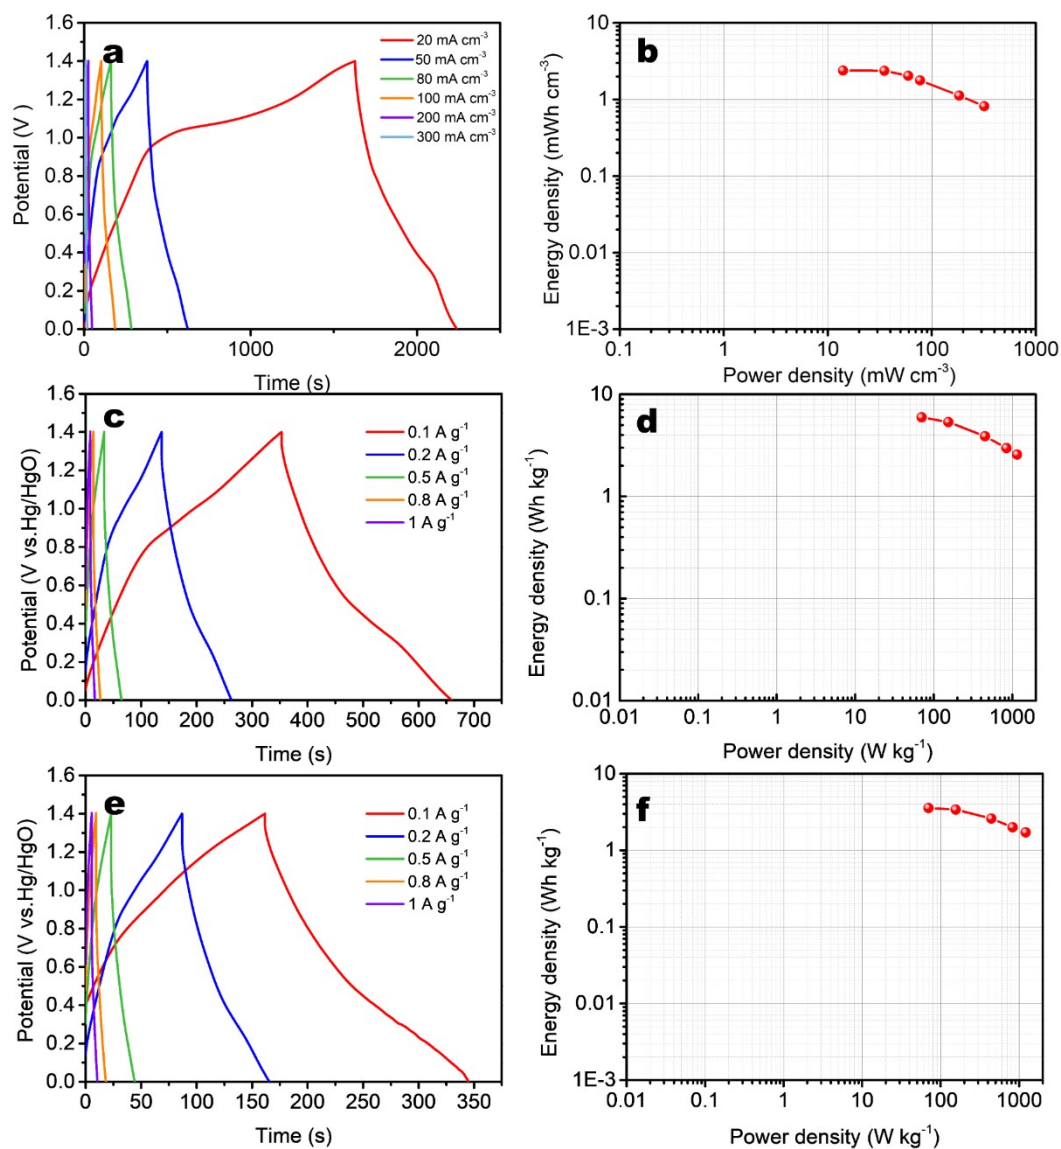 a
1.6
1.4
1.2
1.0
0.8
0.6
0.4
0.2
0.0
Potential (V)
0
1000
2000
Time (s)
20 mA cm⁻³
50 mA cm⁻³
80 mA cm⁻³
100 mA cm⁻³
200 mA cm⁻³
300 mA cm⁻³
b
10
1
0.1
0.01
1E-3
Energy density (mWh cm⁻³)
0.1
1
10
100
1000
Power density (mW cm⁻³)
c
1.6
1.4
1.2
1.0
0.8
0.6
0.4
0.2
0.0
Potential (V vs.Hg/HgO)
0
100
200
300
400
500
600
700
Time (s)
0.1 A g⁻¹
0.2 A g⁻¹
0.5 A g⁻¹
0.8 A g⁻¹
1 A g⁻¹
d
10
1
0.1
0.01
Energy density (Wh kg⁻¹)
0.01
0.1
1
10
100
1000
Power density (W kg⁻¹)
e
1.6
1.4
1.2
1.0
0.8
0.6
0.4
0.2
0.0
Potential (V vs.Hg/HgO)
0
50
100
150
200
250
300
350
Time (s)
0.1 A g⁻¹
0.2 A g⁻¹
0.5 A g⁻¹
0.8 A g⁻¹
1 A g⁻¹
f
10
1
0.1
0.01
1E-3
Energy density (Wh kg⁻¹)
0.01
0.1
1
10
100
1000
Power density (W kg⁻¹)